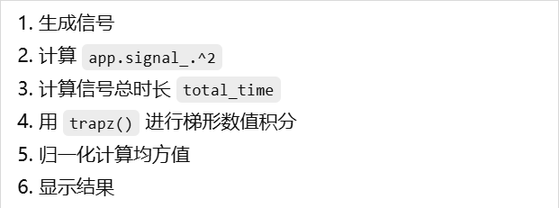 1. 生成信号
2. 计算 app.signal_.^2
3. 计算信号总时长 total_time
4. 用 trapz() 进行梯形数值积分
5. 归一化计算均方值
6. 显示结果